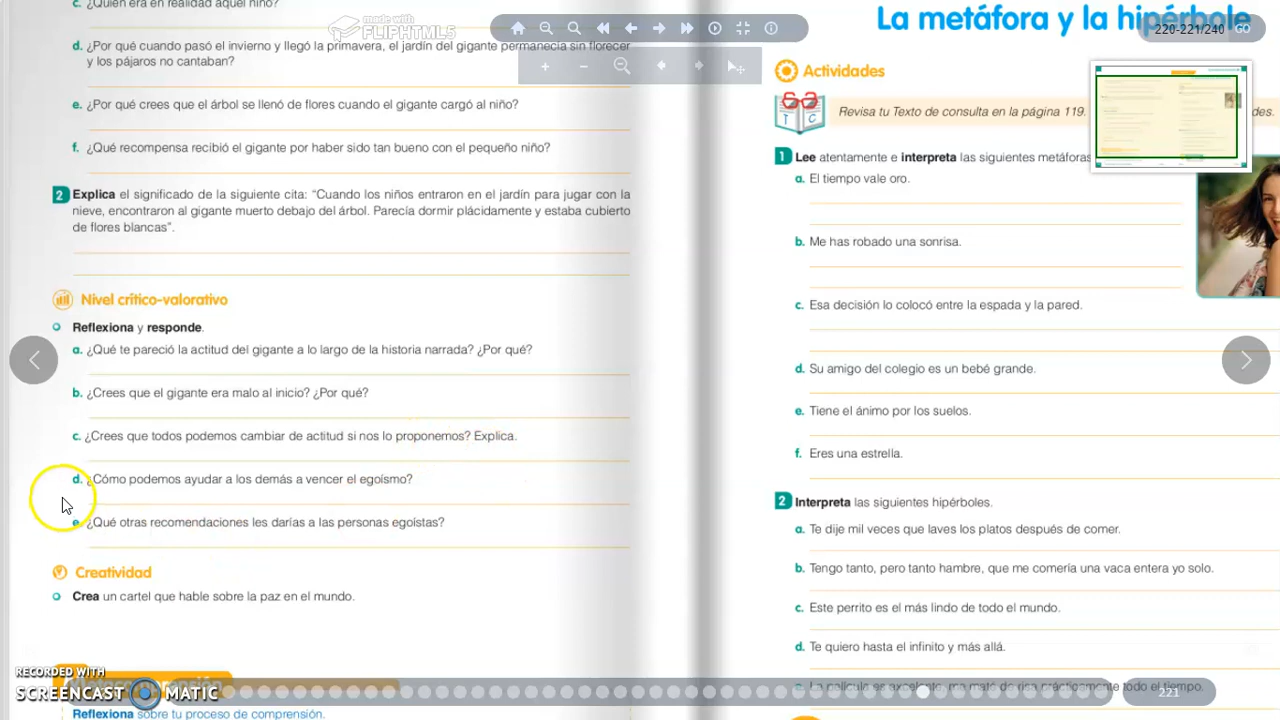 c. ¿Quién era en realidad aquel niño?
d. ¿Por qué cuando pasó el invierno y llegó la primavera, el jardín del gigante permanecía sin florecer
y los pájaros no cantaban?
e. ¿Por qué crees que el árbol se llenó de flores cuando el gigante cargó al niño?
f. ¿Qué recompensa recibió el gigante por haber sido tan bueno con el pequeño niño?
2 Explica el significado de la siguiente cita: “Cuando los niños entraron en el jardín para jugar con la
nieve, encontraron al gigante muerto debajo del árbol. Parecía dormir plácidamente y estaba cubierto
de flores blancas”.
Nivel crítico-valorativo
Reflexiona y responde.
a. ¿Qué te pareció la actitud del gigante a lo largo de la historia narrada? ¿Por qué?
b. ¿Crees que el gigante era malo al inicio? ¿Por qué?
c. ¿Crees que todos podemos cambiar de actitud si nos lo proponemos? Explica.
d. ¿Cómo podemos ayudar a los demás a vencer el egoísmo?
e. ¿Qué otras recomendaciones les darías a las personas egoístas?
Creatividad
Crea un cartel que hable sobre la paz en el mundo.
Reflexiona sobre tu proceso de comprensión.
made with
FLIPHTML5
La metáfora y la hipérbole
220-221/240 GO
Actividades
T C
Revisa tu Texto de consulta en la página 119.
1 Lee atentamente e interpreta las siguientes metáforas
a. El tiempo vale oro.
b. Me has robado una sonrisa.
c. Esa decisión lo colocó entre la espada y la pared.
d. Su amigo del colegio es un bebé grande.
e. Tiene el ánimo por los suelos.
f. Eres una estrella.
2 Interpreta las siguientes hipérboles.
a. Te dije mil veces que laves los platos después de comer.
b. Tengo tanto, pero tanto hambre, que me comería una vaca entera yo solo.
c. Este perrito es el más lindo de todo el mundo.
d. Te quiero hasta el infinito y más allá.
e. La película es excelente, me maté de risa prácticamente todo el tiempo.
221
RECORDED WITH
SCREENCAST MATIC